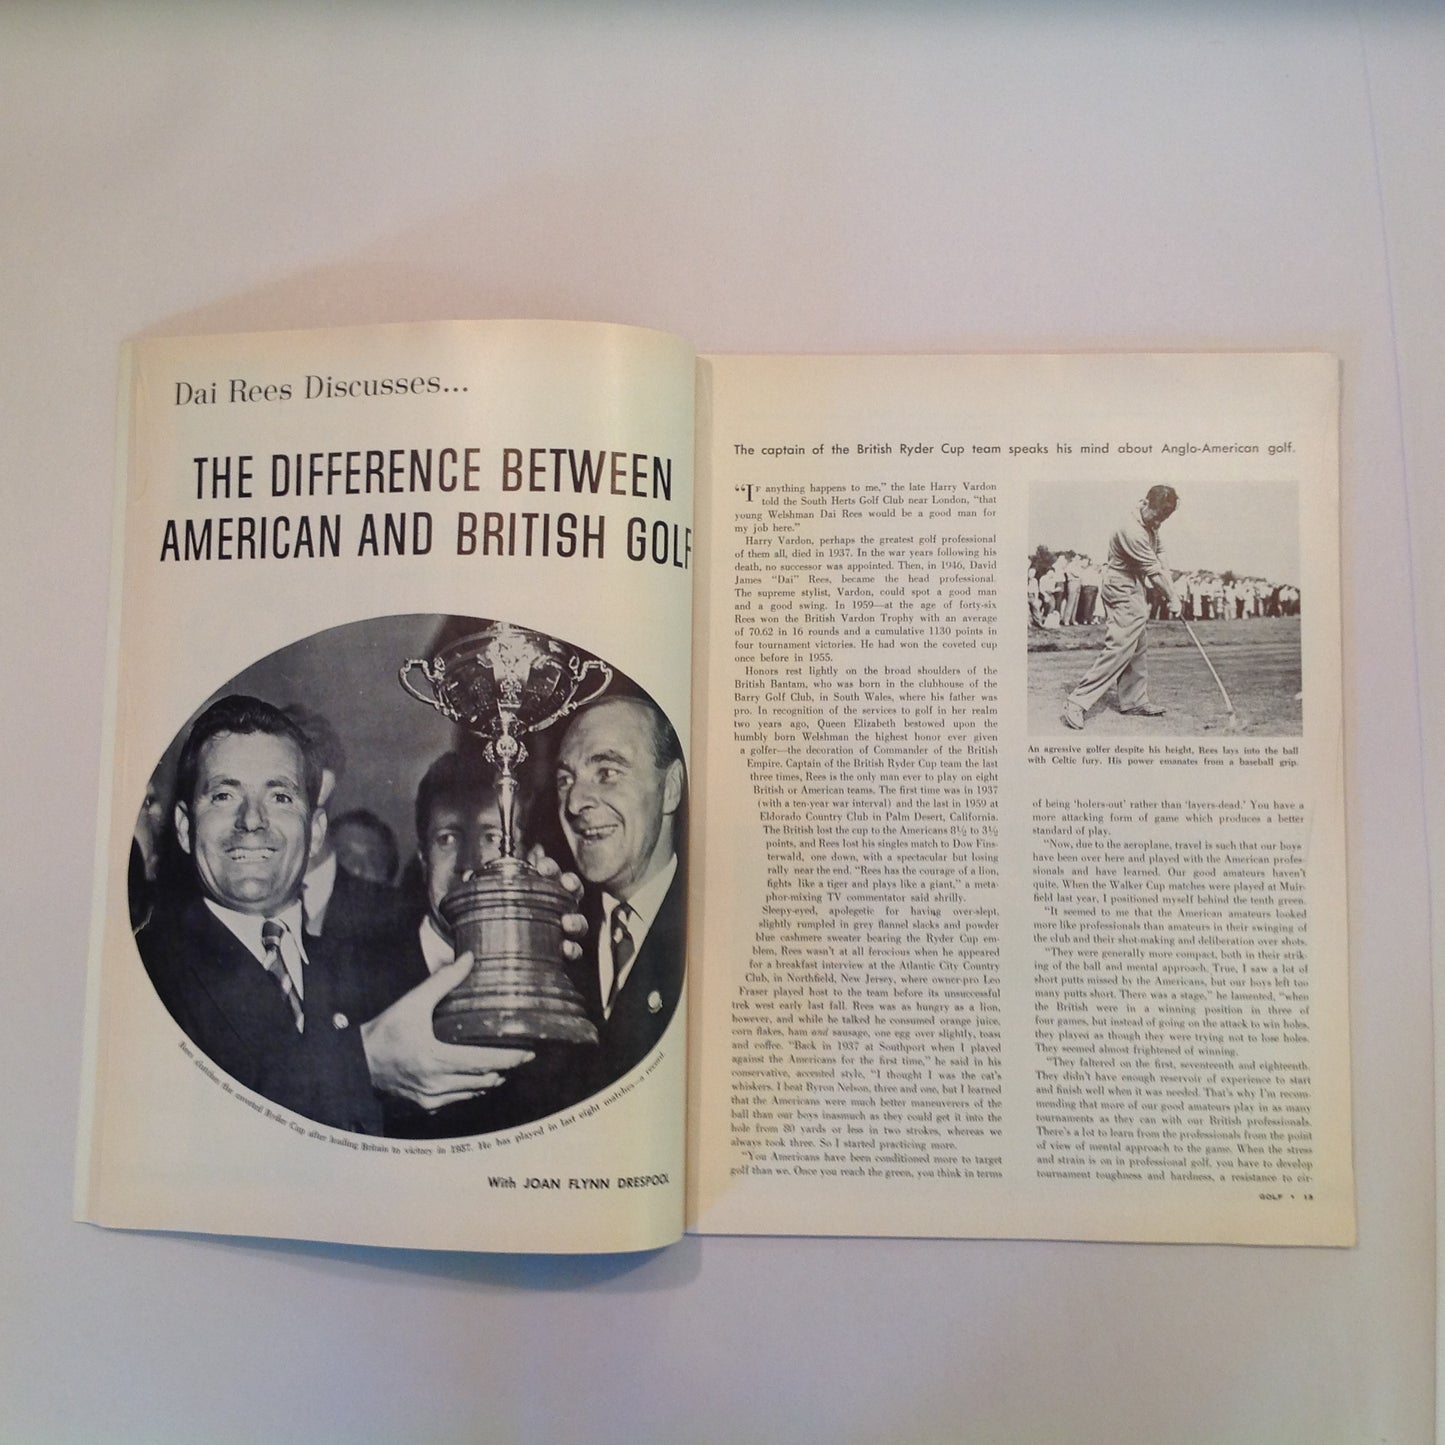 Dai Rees Discusses...
THE DIFFERENCE BETWEEN
AMERICAN AND BRITISH GOLF
Rees clutches the coveted Ryder Cup after leading Britain to victory in 1957. He has played in last eight matches—a record.
With JOAN FLYNN DRESPOOL
The captain of the British Ryder Cup team speaks his mind about Anglo-American golf.
“IF anything happens to me,” the late Harry Vardon
told the South Herts Golf Club near London, “that
young Welshman Dai Rees would be a good man for
my job here.”
Harry Vardon, perhaps the greatest golf professional
of them all, died in 1937. In the war years following his
death, no successor was appointed. Then, in 1946, David
James “Dai” Rees, became the head professional.
The supreme stylist, Vardon, could spot a good man
and a good swing. In 1959—at the age of forty-six
Rees won the British Vardon Trophy with an average
of 70.62 in 16 rounds and a cumulative 1130 points in
four tournament victories. He had won the coveted cup
once before in 1955.
Honors rest lightly on the broad shoulders of the
British Bantam, who was born in the clubhouse of the
Barry Golf Club, in South Wales, where his father was
pro. In recognition of the services to golf in her realm
two years ago, Queen Elizabeth bestowed upon the
humbly born Welshman the highest honor ever given
a golfer—the decoration of Commander of the British
Empire. Captain of the British Ryder Cup team the last
three times, Rees is the only man ever to play on eight
British or American teams. The first time was in 1937
(with a ten-year war interval) and the last in 1959 at
Eldorado Country Club in Palm Desert, California.
The British lost the cup to the Americans 8½ to 3½
points, and Rees lost his singles match to Dow Fins-
terwald, one down, with a spectacular but losing
rally near the end. “Rees has the courage of a lion,
fights like a tiger and plays like a giant,” a meta-
phor-mixing TV commentator said shrilly.
Sleepy-eyed, apologetic for having over-slept,
slightly rumpled in grey flannel slacks and powder
blue cashmere sweater bearing the Ryder Cup em-
blem, Rees wasn't at all ferocious when he appeared
for a breakfast interview at the Atlantic City Country
Club, in Northfield, New Jersey, where owner-pro Leo
Fraser played host to the team before its unsuccessful
trek west early last fall. Rees was as hungry as a lion,
however, and while he talked he consumed orange juice,
corn flakes, ham and sausage, one egg over slightly, toast
and coffee. “Back in 1937 at Southport when I played
against the Americans for the first time,” he said in his
conservative, accented style, “I thought I was the cat's
whiskers. I beat Byron Nelson, three and one, but I learned
that the Americans were much better maneuverers of the
ball than our boys inasmuch as they could get it into the
hole from 80 yards or less in two strokes, whereas we
always took three. So I started practicing more.
“You Americans have been conditioned more to target
golf than we. Once you reach the green, you think in terms
An agressive golfer despite his height, Rees lays into the ball
with Celtic fury. His power emanates from a baseball grip.
of being ‘holers-out’ rather than ‘layers-dead.’ You have a
more attacking form of game which produces a better
standard of play.
“Now, due to the aeroplane, travel is such that our boys
have been over here and played with the American profes-
sionals and have learned. Our good amateurs haven't
quite. When the Walker Cup matches were played at Muir-
field last year, I positioned myself behind the tenth green.
“It seemed to me that the American amateurs looked
more like professionals than amateurs in their swinging of
the club and their shot-making and deliberation over shots.
“They were generally more compact, both in their strik-
ing of the ball and mental approach. True, I saw a lot of
short putts missed by the Americans, but our boys left too
many putts short. There was a stage,” he lamented, “when
the British were in a winning position in three of
four games, but instead of going on the attack to win holes,
they played as though they were trying not to lose holes.
They seemed almost frightened of winning.
“They faltered on the first, seventeenth and eighteenth.
They didn't have enough reservoir of experience to start
and finish well when it was needed. That's why I'm recom-
mending that more of our good amateurs play in as many
tournaments as they can with our British professionals.
There's a lot to learn from the professionals from the point
of view of mental approach to the game. When the stress
and strain is on in professional golf, you have to develop
tournament toughness and hardness, a resistance to cir-
GOLF • 13